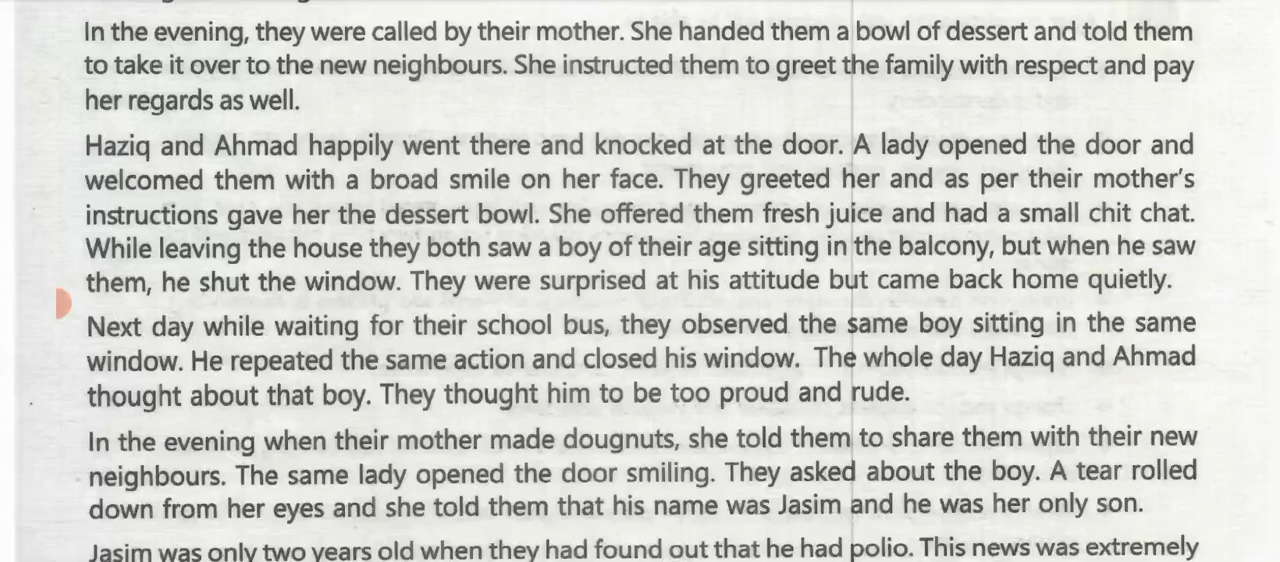 In the evening, they were called by their mother. She handed them a bowl of dessert and told them
to take it over to the new neighbours. She instructed them to greet the family with respect and pay
her regards as well.
Haziq and Ahmad happily went there and knocked at the door. A lady opened the door and
welcomed them with a broad smile on her face. They greeted her and as per their mother's
instructions gave her the dessert bowl. She offered them fresh juice and had a small chit chat.
While leaving the house they both saw a boy of their age sitting in the balcony, but when he saw
them, he shut the window. They were surprised at his attitude but came back home quietly.
Next day while waiting for their school bus, they observed the same boy sitting in the same
window. He repeated the same action and closed his window. The whole day Haziq and Ahmad
thought about that boy. They thought him to be too proud and rude.
In the evening when their mother made dougnuts, she told them to share them with their new
neighbours. The same lady opened the door smiling. They asked about the boy. A tear rolled
down from her eyes and she told them that his name was Jasim and he was her only son.
Jasim was only two years old when they had found out that he had polio. This news was extremely